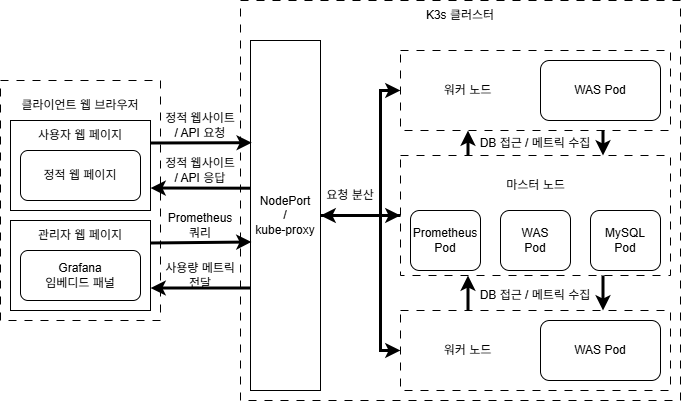 K3s 클러스터
클라이언트 웹 브라우저
사용자 웹 페이지
정적 웹 페이지
관리자 웹 페이지
Grafana
임베디드 패널
정적 웹사이트
/ API 요청
정적 웹사이트
/ API 응답
Prometheus
쿼리
사용량 메트릭
전달
NodePort
/
kube-proxy
요청 분산
워커 노드
WAS Pod
DB 접근 / 메트릭 수집
마스터 노드
Prometheus
Pod
WAS
Pod
MySQL
Pod
DB 접근 / 메트릭 수집
워커 노드
WAS Pod